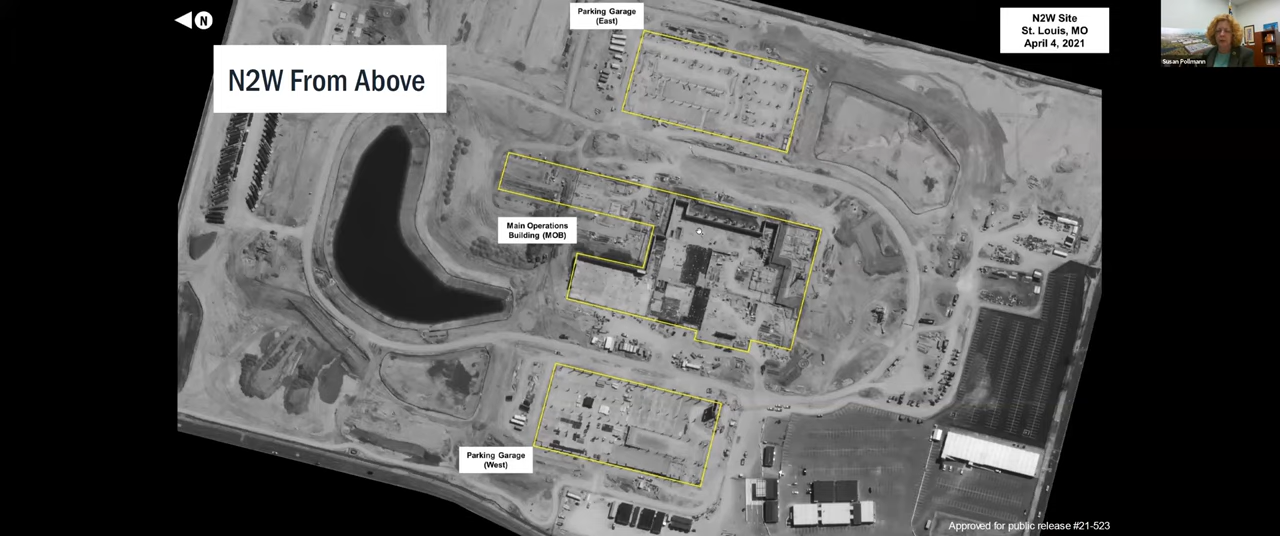 N
Parking Garage
(East)
N2W Site
St. Louis, MO
April 4, 2021
Susan Pollmann
N2W From Above
Main Operations
Building (MOB)
Parking Garage
(West)
Approved for public release #21-523